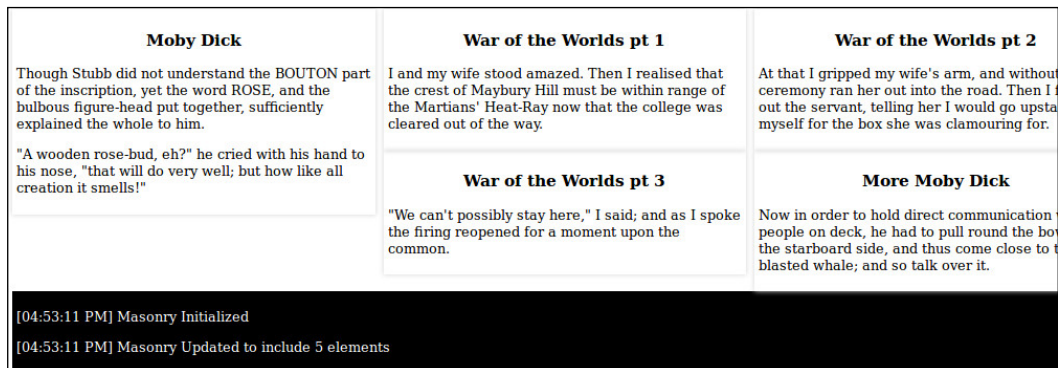 Moby Dick
Though Stubb did not understand the BOUTON part
of the inscription, yet the word ROSE, and the
bulbous figure-head put together, sufficiently
explained the whole to him.
"A wooden rose-bud, eh?" he cried with his hand to
his nose, "that will do very well; but how like all
creation it smells!"
War of the Worlds pt 1
I and my wife stood amazed. Then I realised that
the crest of Maybury Hill must be within range of
the Martians' Heat-Ray now that the college was
cleared out of the way.
War of the Worlds pt 3
"We can't possibly stay here," I said; and as I spoke
the firing reopened for a moment upon the
common.
War of the Worlds pt 2
At that I gripped my wife's arm, and without
ceremony ran her out into the road. Then I
out the servant, telling her I would go
myself for the box she was clamouring for.
More Moby Dick
Now in order to hold direct communication
people on deck, he had to pull round the
the starboard side, and thus come close to
blasted whale; and so talk over it.
[04:53:11 PM] Masonry Initialized
[04:53:11 PM] Masonry Updated to include 5 elements